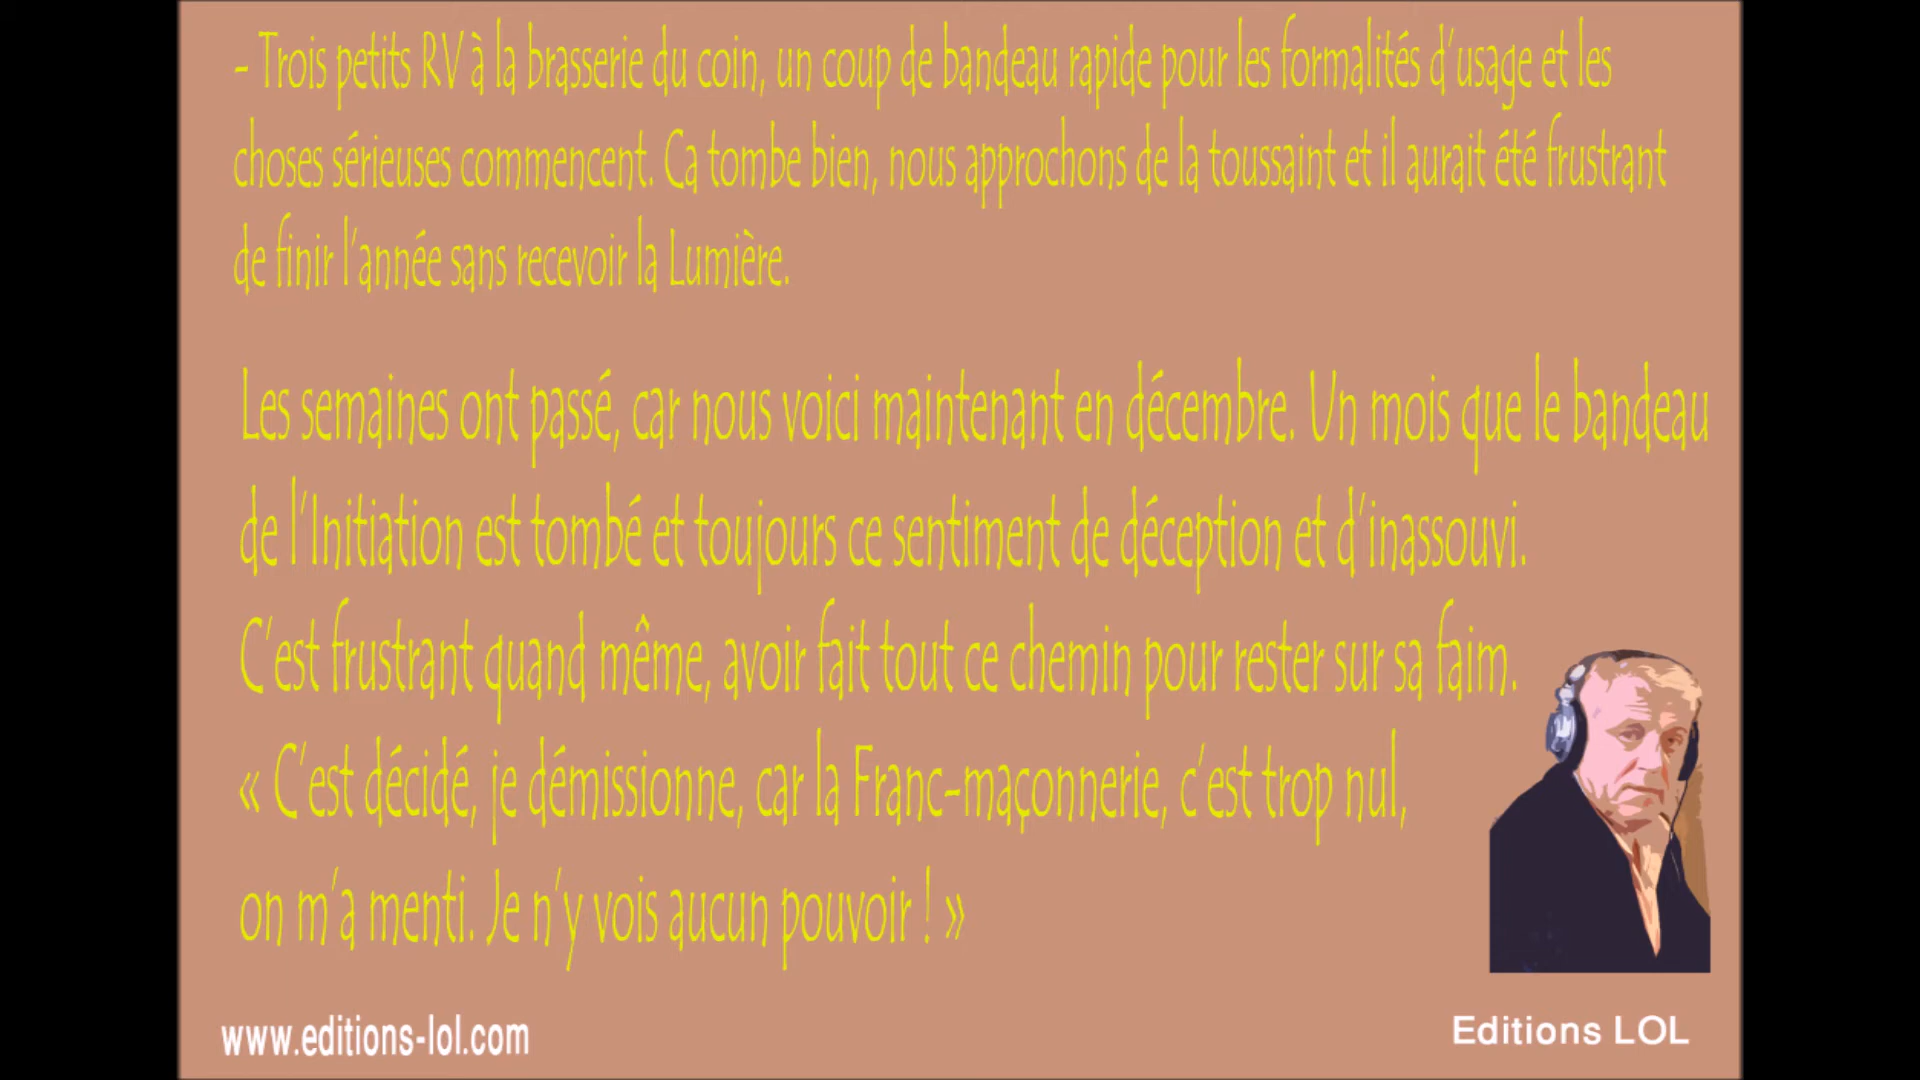 - Trois petits RV à la brasserie du coin, un coup de bandeau rapide pour les formalités d'usage et les
choses sérieuses commencent. Ca tombe bien, nous approchons de la toussaint et il aurait été frustrant
de finir l'année sans recevoir la Lumière.
Les semaines ont passé, car nous voici maintenant en décembre. Un mois que le bandeau
de l'Initiation est tombé et toujours ce sentiment de déception et d'inassouvi.
C'est frustrant quand même, avoir fait tout ce chemin pour rester sur sa faim.
« C'est décidé, je démissionne, car la Franc-maçonnerie, c'est trop nul,
on m'a menti. Je n'y vois aucun pouvoir ! »
www.editions-lol.com
Editions LOL